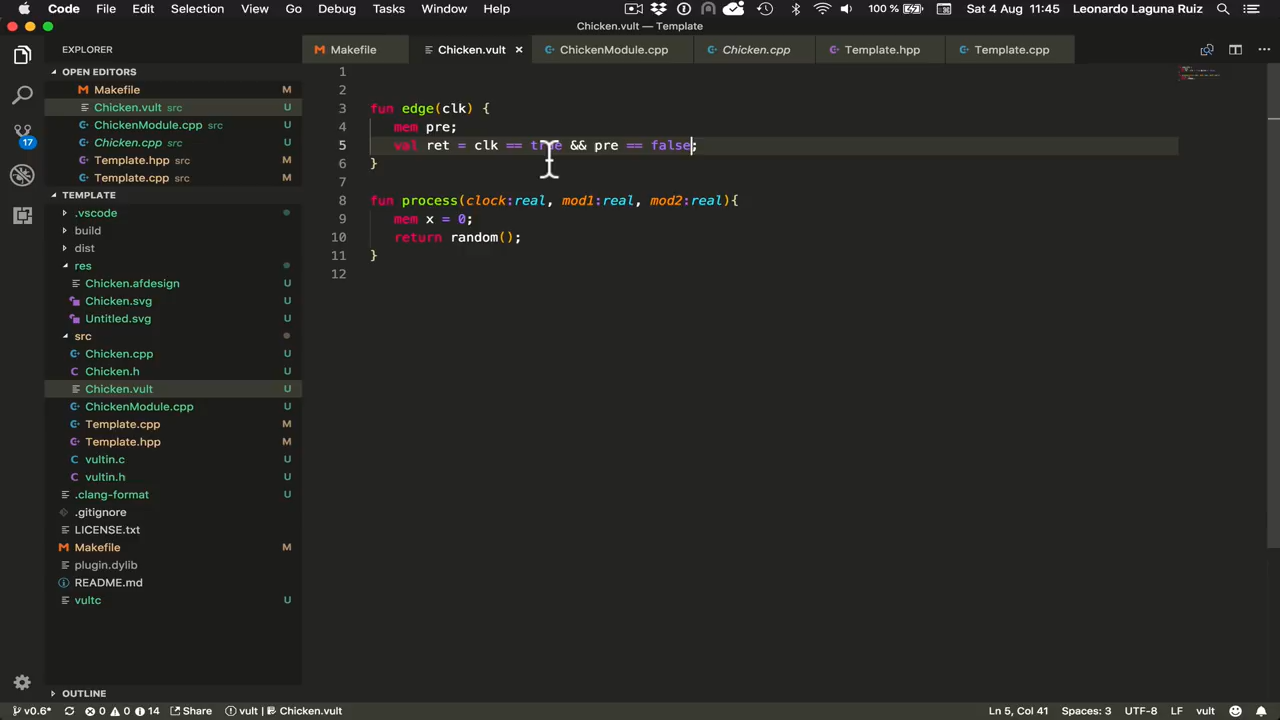 Code File Edit Selection View Go Debug Tasks Window Help 100 % Sat 4 Aug 11:45 Leonardo Laguna Ruiz
Chicken.vult — Template
EXPLORER
Makefile Chicken.vult × ChickenModule.cpp Chicken.cpp Template.hpp Template.cpp
OPEN EDITORS
Makefile M
Chicken.vult src U
ChickenModule.cpp src U
Chicken.cpp src U
Template.hpp src M
Template.cpp src M
17
TEMPLATE
.vscode
build
dist
res
Chicken.afdesign U
Chicken.svg U
Untitled.svg U
src
Chicken.cpp U
Chicken.h U
Chicken.vult U
ChickenModule.cpp U
Template.cpp M
Template.hpp M
vultin.c U
vultin.h U
.clang-format U
.gitignore
LICENSE.txt
Makefile M
plugin.dylib
README.md
vultc U
OUTLINE
1
2
3 fun edge(clk) {
4 mem pre;
5 val ret = clk == true && pre == false;
6 }
7
8 fun process(clock:real, mod1:real, mod2:real){
9 mem x = 0;
10 return random();
11 }
12
v0.6* 0 0 14 Share vult | Chicken.vult Ln 5, Col 41 Spaces: 3 UTF-8 LF vult